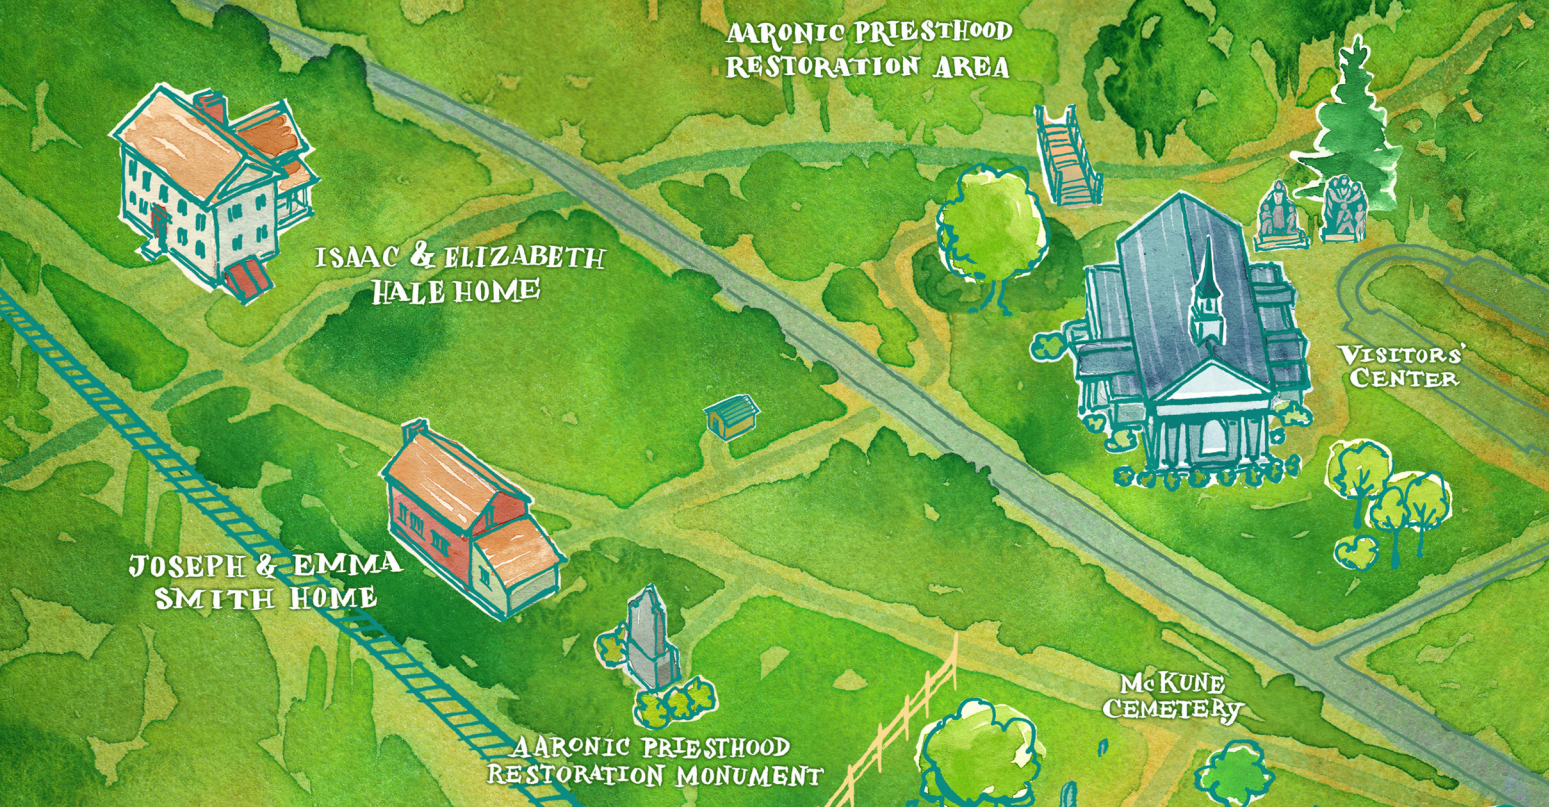 AARONIC PRIESTHOOD
RESTORATION AREA
ISAAC & ELIZABETH
HALE HOME
VISITORS'
CENTER
JOSEPH & EMMA
SMITH HOME
McKUNE
CEMETERY
AARONIC PRIESTHOOD
RESTORATION MONUMENT